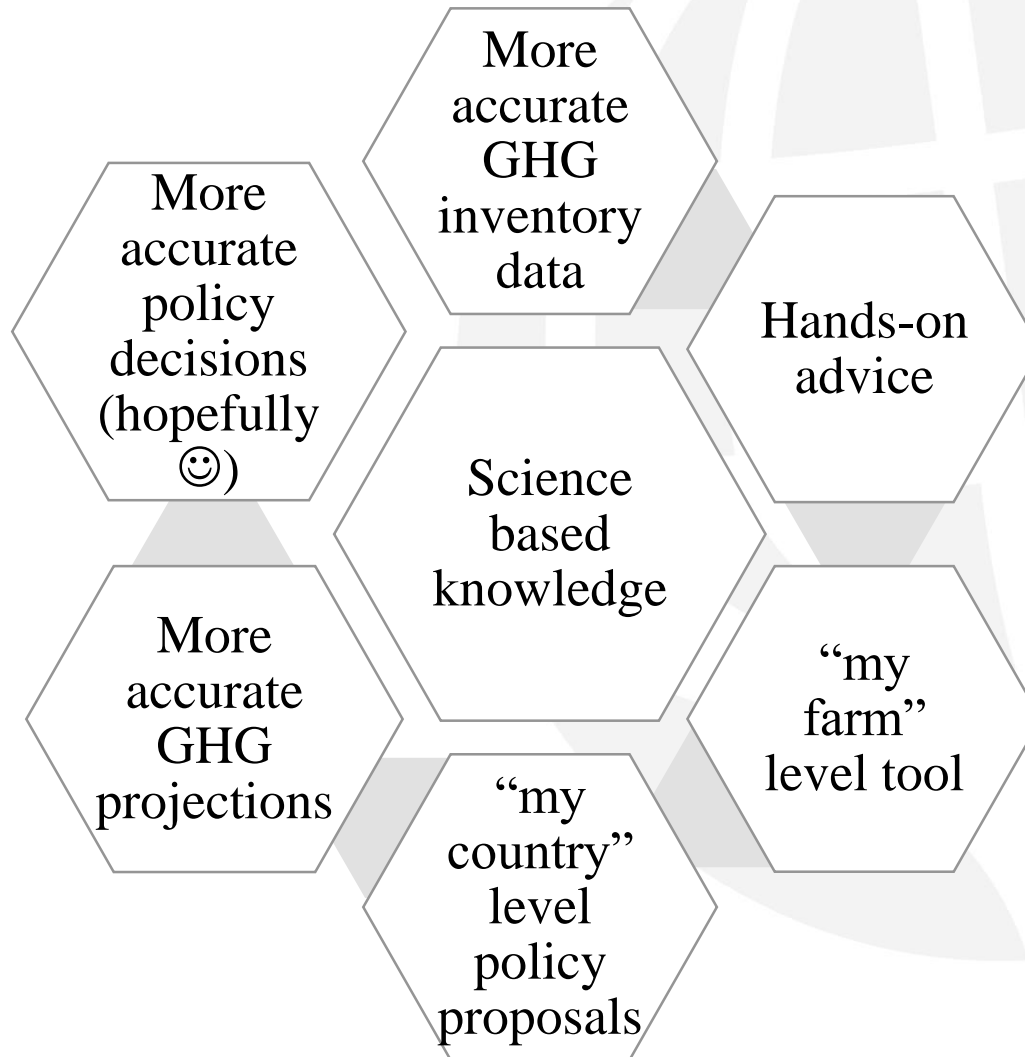 More
accurate
GHG
inventory
data
Hands-on
advice
“my
farm”
level tool
“my
country”
level
policy
proposals
More
accurate
GHG
projections
More
accurate
policy
decisions
(hopefully
☺)
Science
based
knowledge